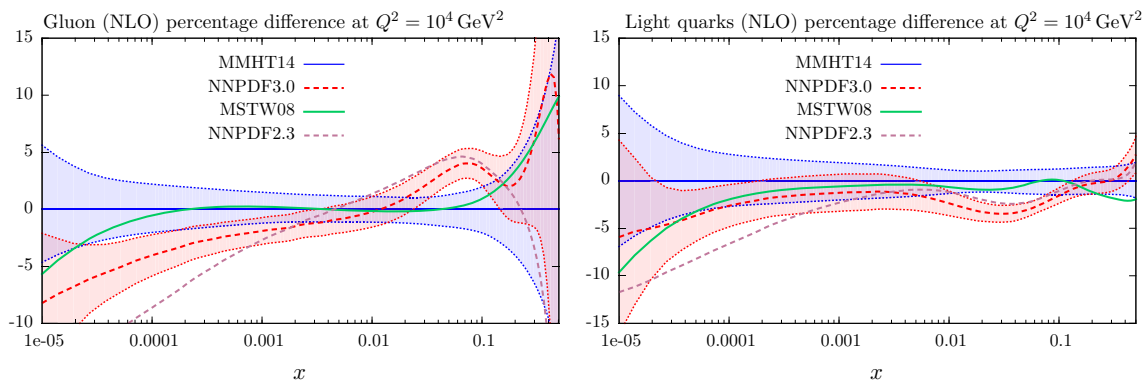 Gluon (NLO) percentage difference at Q² = 10⁴ GeV²
15
10
5
0
-5
-10
1e-05
0.0001
0.001
0.01
0.1
x
MMHT14
NNPDF3.0
MSTW08
NNPDF2.3
Light quarks (NLO) percentage difference at Q² = 10⁴ GeV²
15
10
5
0
-5
-10
-15
1e-05
0.0001
0.001
0.01
0.1
x
MMHT14
NNPDF3.0
MSTW08
NNPDF2.3